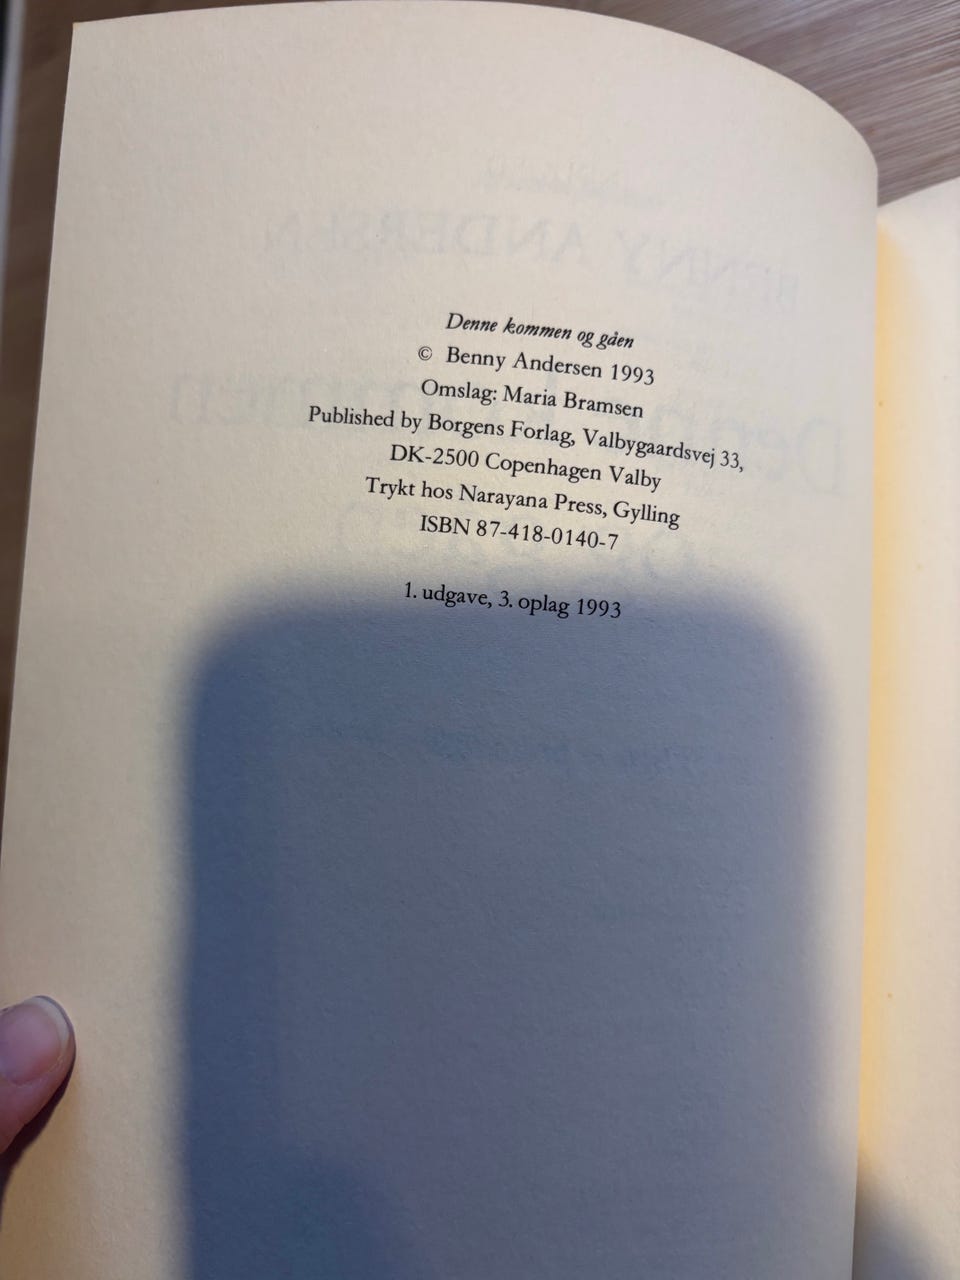 Denne kommen og gåen
© Benny Andersen 1993
Omslag: Maria Bramsen
Published by Borgens Forlag, Valbygaardsvej 33,
DK-2500 Copenhagen Valby
Trykt hos Narayana Press, Gylling
ISBN 87-418-0140-7
1. udgave, 3. oplag 1993